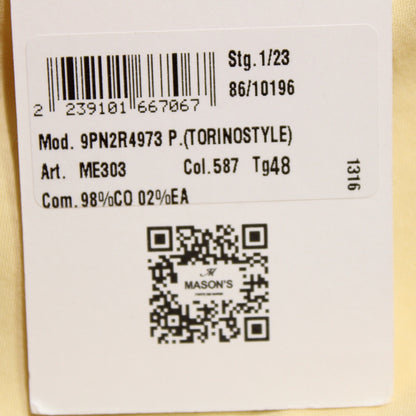 Stg.1/23
86/10196
2 239101 667067
Mod. 9PN2R4973 P.(TORINOSTYLE)
Art. ME303 Col.587 Tg48
Com.98%CO 02%EA
1316
MASON'S